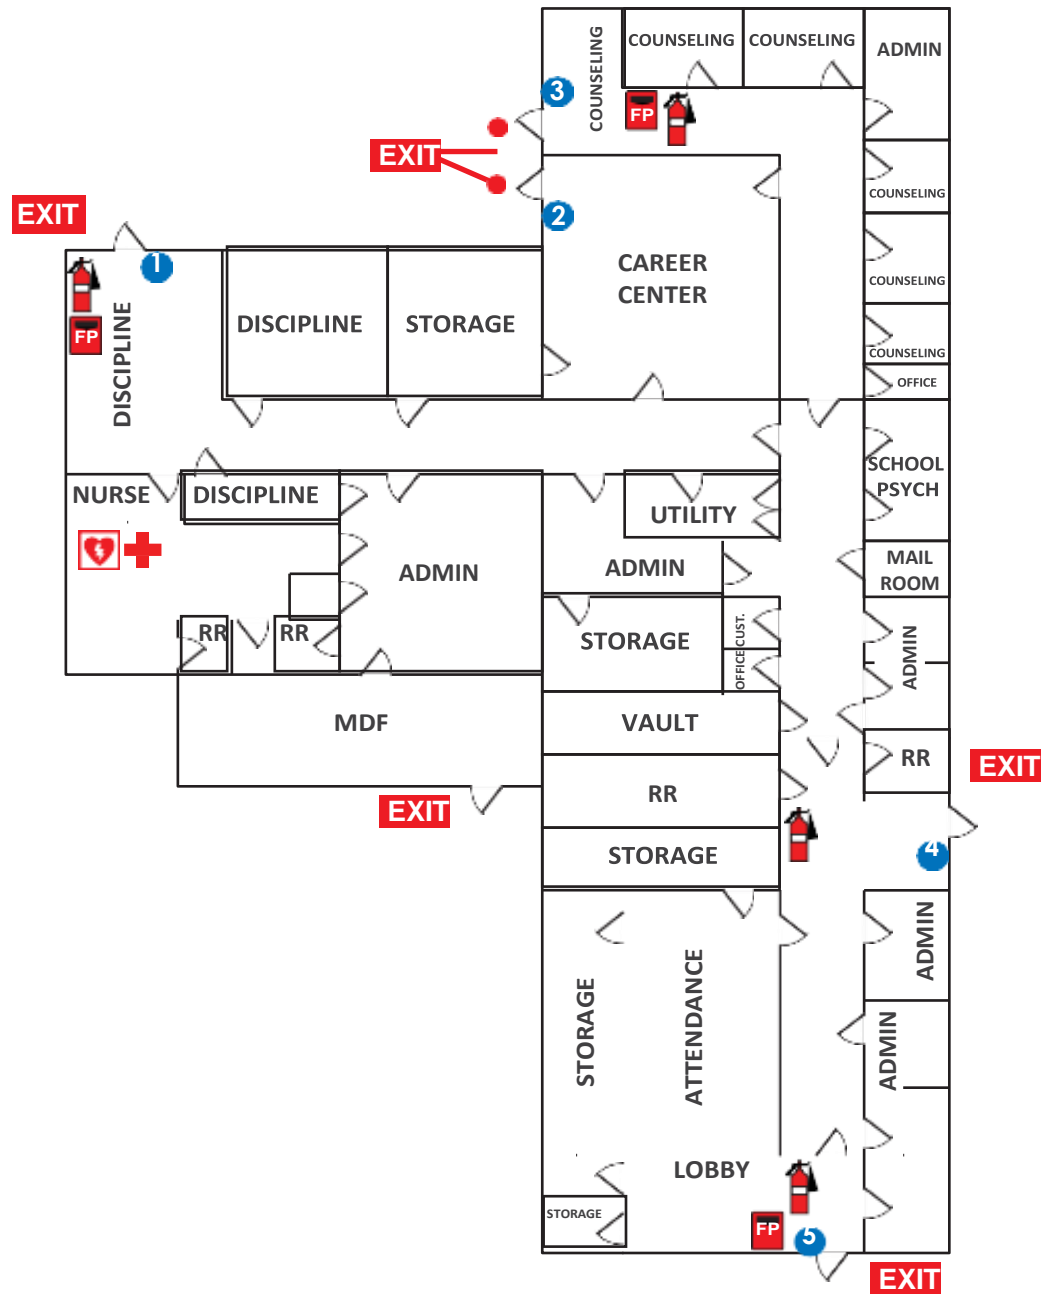 COUNSELING
COUNSELING
COUNSELING
ADMIN
3
FP
EXIT
COUNSELING
EXIT
2
1
CAREER
CENTER
COUNSELING
FP
DISCIPLINE
DISCIPLINE
STORAGE
COUNSELING
OFFICE
SCHOOL
PSYCH
NURSE
DISCIPLINE
UTILITY
ADMIN
ADMIN
MAIL
ROOM
RR
RR
STORAGE
CUST.
OFFICE
ADMIN
MDF
VAULT
RR
EXIT
RR
EXIT
STORAGE
4
ADMIN
STORAGE
ATTENDANCE
ADMIN
LOBBY
STORAGE
FP
5
EXIT